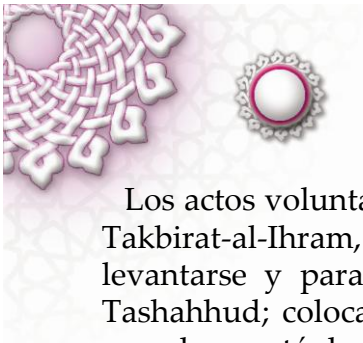 Los actos volunta
Takbirat-al-Ihram,
levantarse y para
Tashahhud; coloca